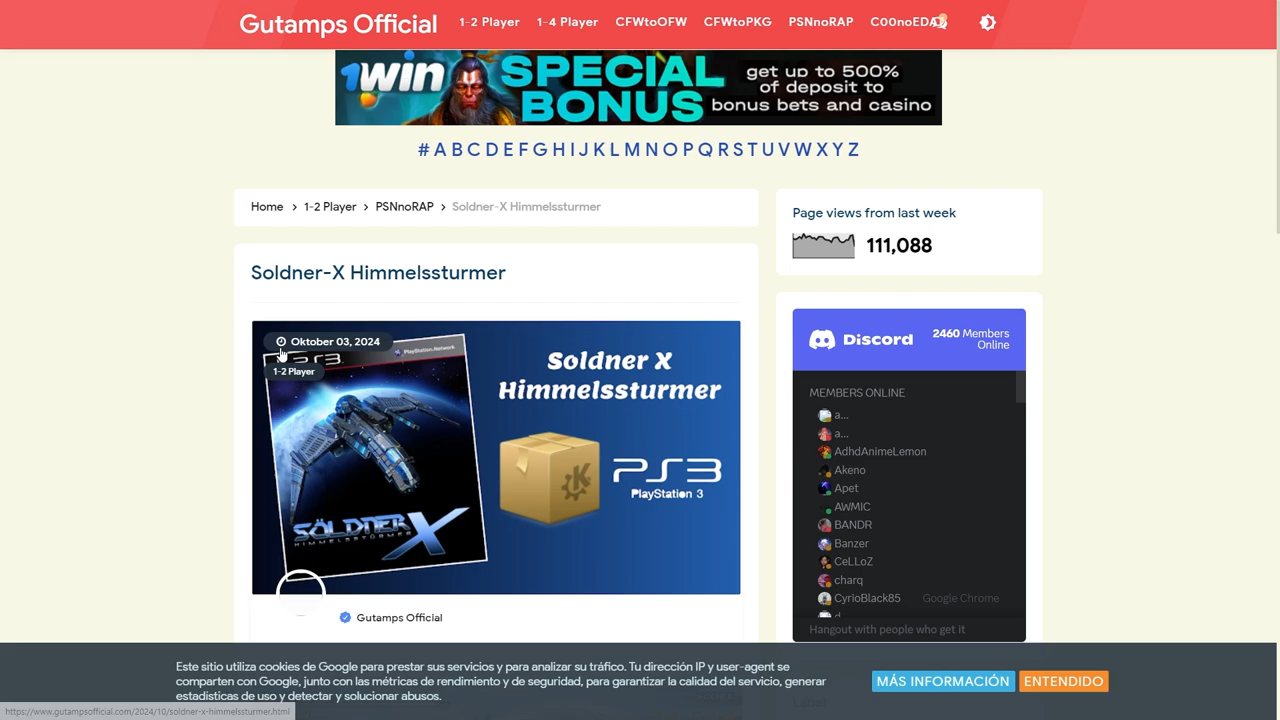 Gutamps Official
1-2 Player
1-4 Player
CFWtoOFW
CFWtoPKG
PSNnoRAP
C00noEDAT
1win
SPECIAL
BONUS
get up to 500%
of deposit to
bonus bets and casino
# A B C D E F G H I J K L M N O P Q R S T U V W X Y Z
Home > 1-2 Player > PSNnoRAP > Soldner-X Himmelssturmer
Soldner-X Himmelssturmer
Oktober 03, 2024
1-2 Player
PlayStation Network
SÖLDNER X
HIMMELSSTÜRMER
Soldner X
Himmelssturmer
PS3
PlayStation 3
Gutamps Official
Page views from last week
111,088
Discord
2460 Members
Online
MEMBERS ONLINE
a...
a...
AdhdAnimeLemon
Akeno
Apet
AWMIC
BANDR
Banzer
CeLLoZ
charq
CyrioBlack85
Google Chrome
Hangout with people who get it
Este sitio utiliza cookies de Google para prestar sus servicios y para analizar su tráfico. Tu dirección IP y user-agent se
comparten con Google, junto con las métricas de rendimiento y de seguridad, para garantizar la calidad del servicio, generar
estadísticas de uso y detectar y solucionar abusos.
MÁS INFORMACIÓN
ENTENDIDO
https://www.gutampsofficial.com/2024/10/soldner-x-himmelssturmer.html